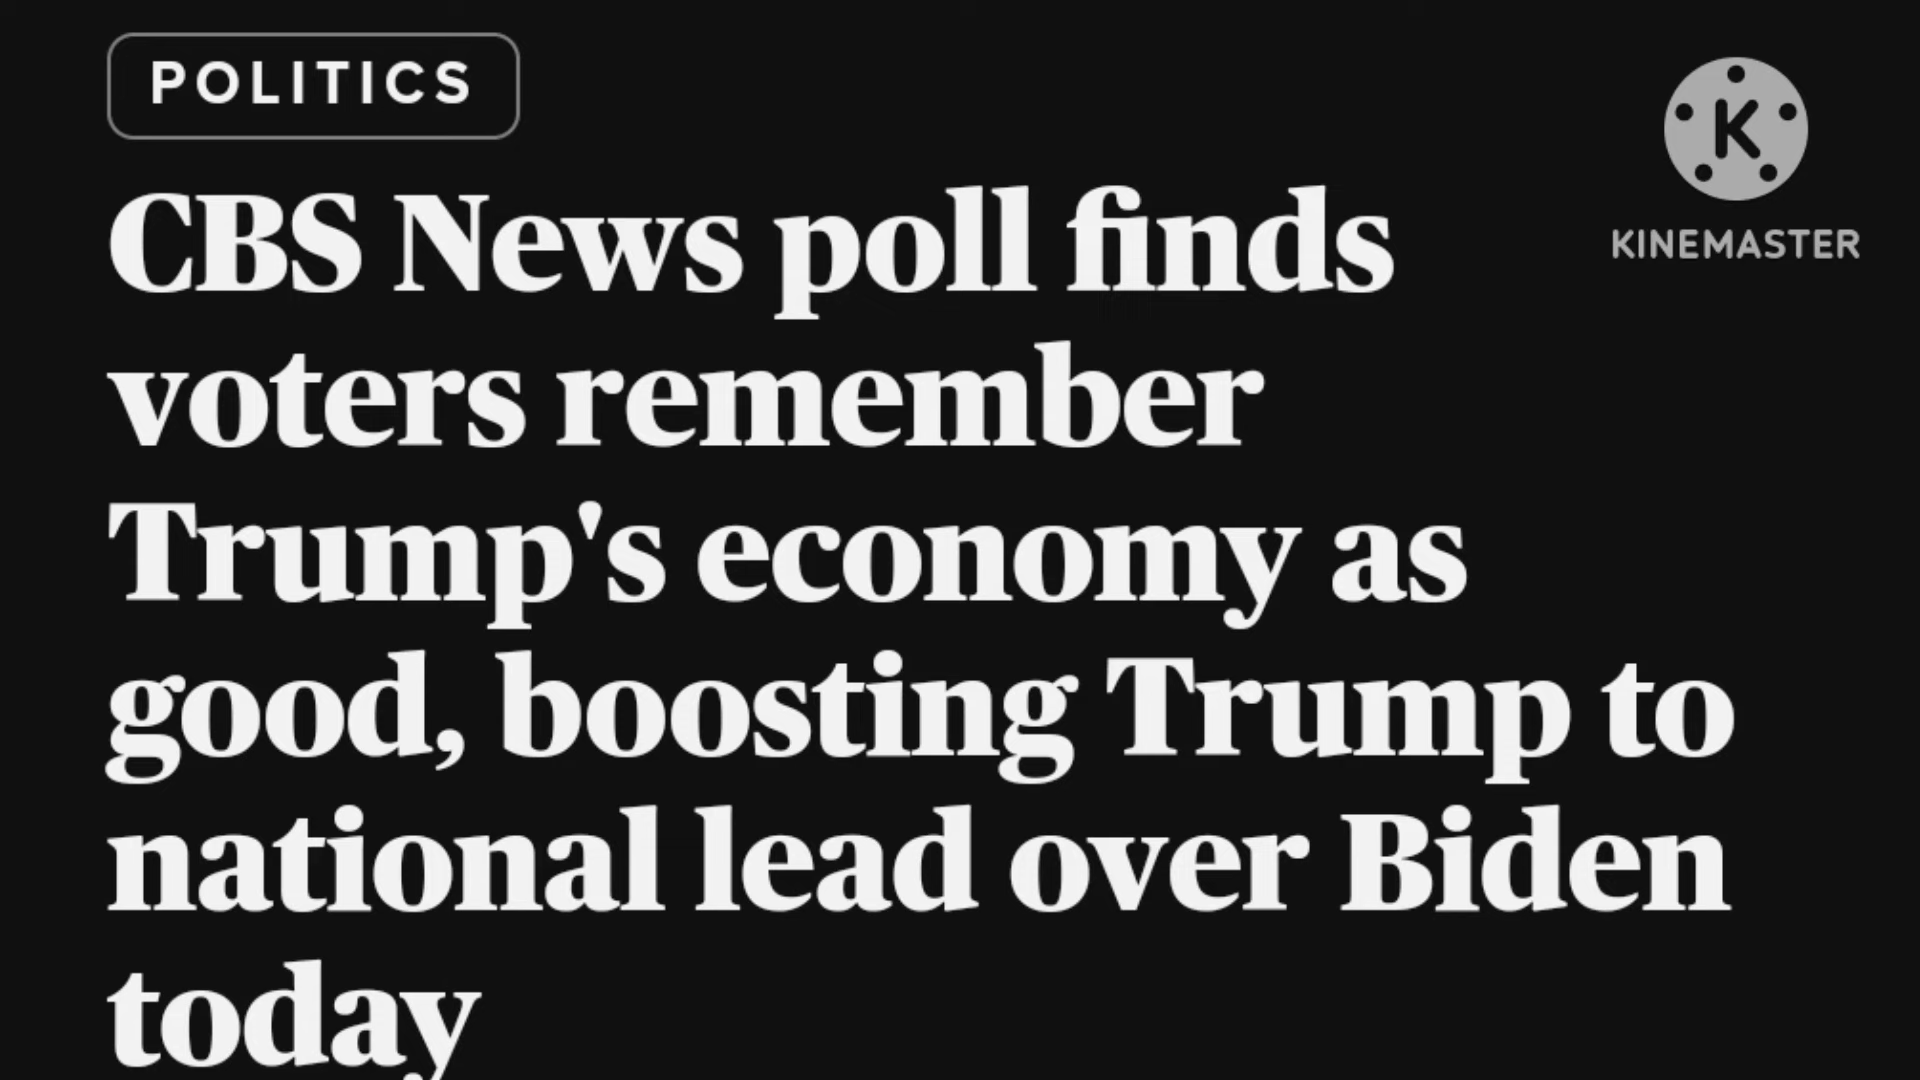 POLITICS
K
KINEMASTER
CBS News poll finds
voters remember
Trump's economy as
good, boosting Trump to
national lead over Biden
today